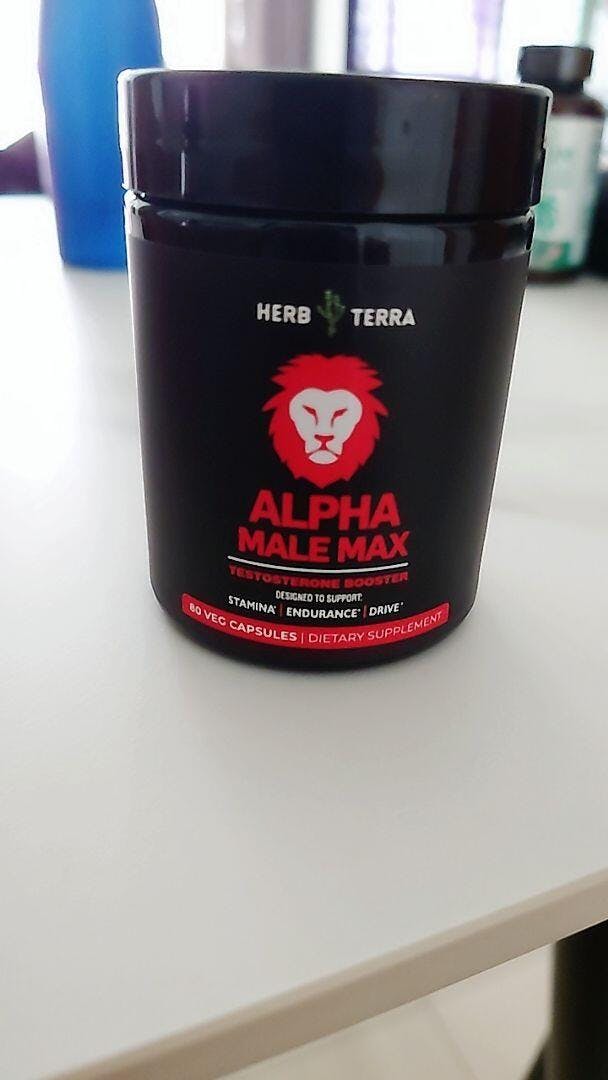 HERB TERRA
ALPHA
MALE MAX
TESTOSTERONE BOOSTER
DESIGNED TO SUPPORT:
STAMINA* | ENDURANCE* | DRIVE*
60 VEG CAPSULES | DIETARY SUPPLEMENT